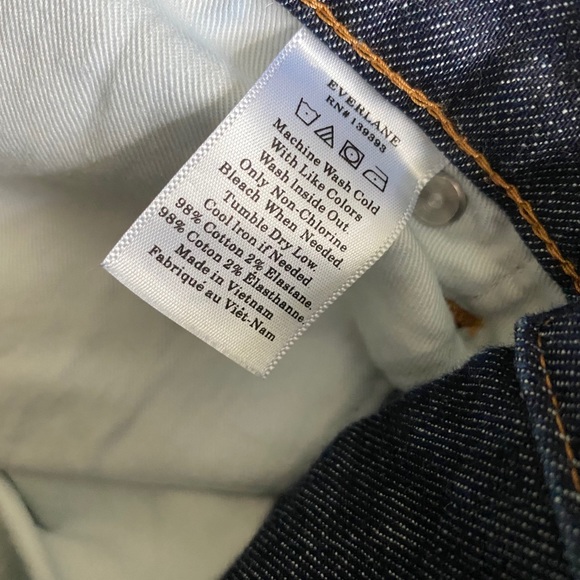 EVERLANE
RN# 139393
Machine Wash Cold
With Like Colors
Wash Inside Out
Only Non-Chlorine
Bleach When Needed.
Tumble Dry Low.
Cool Iron if Needed
98% Cotton 2% Elastane.
98% Coton 2% Élasthanne.
Made in Vietnam
Fabriqué au Viêt-Nam